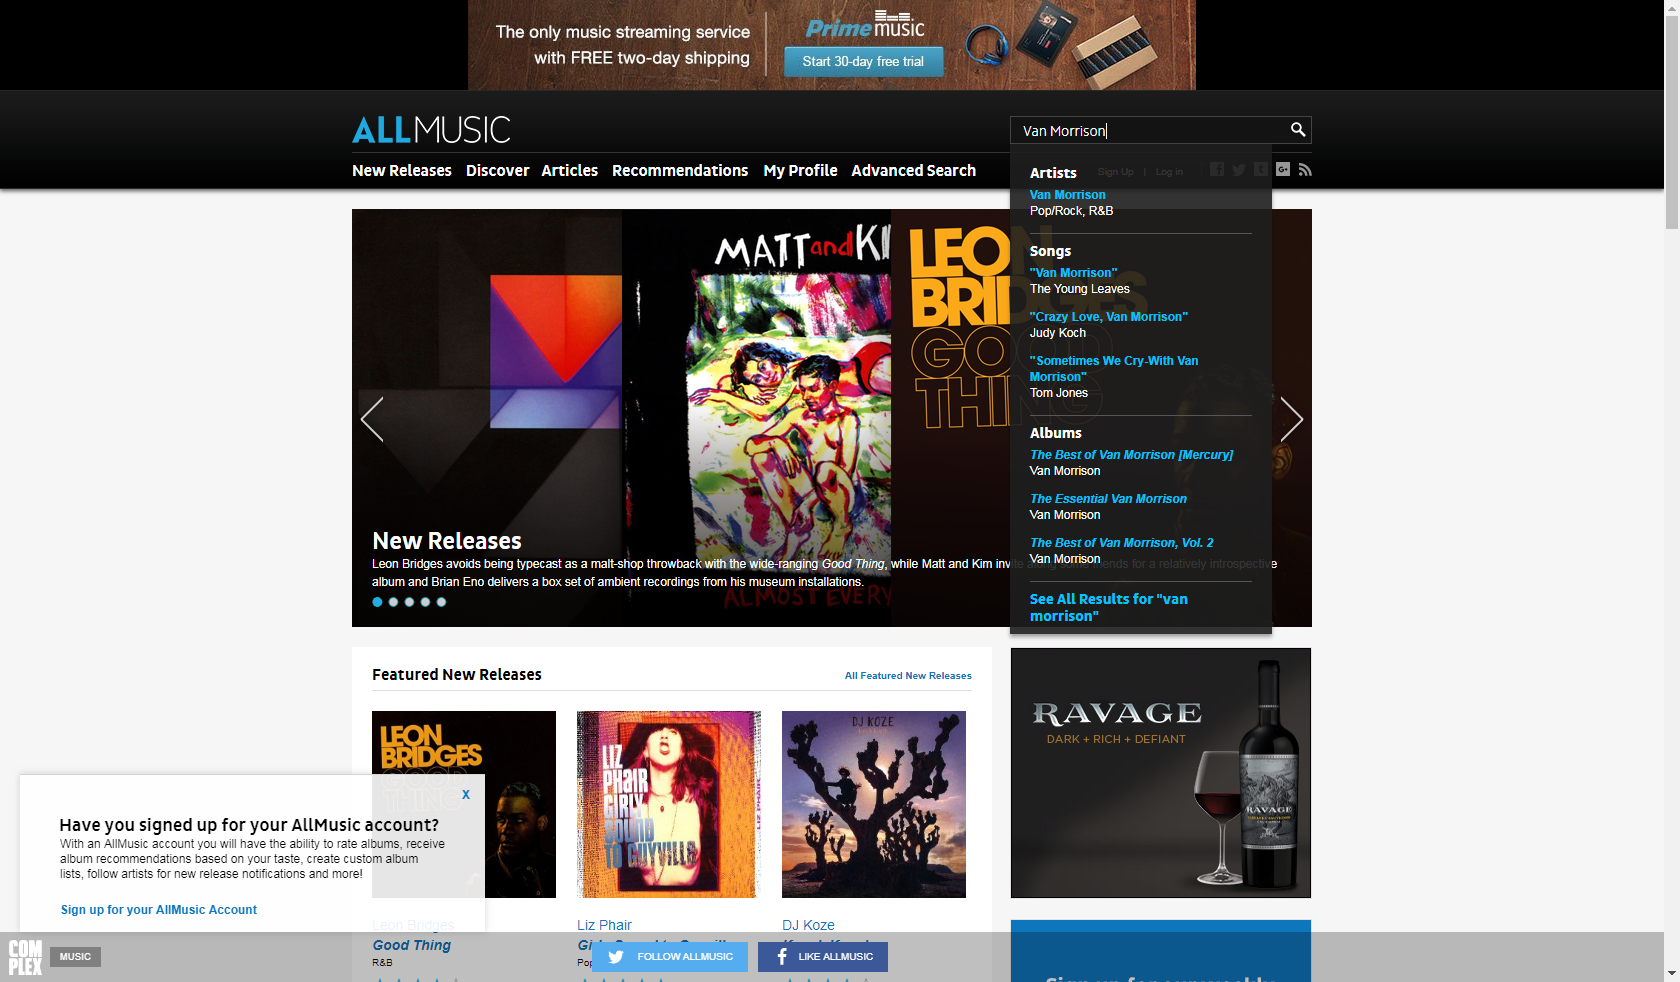 The only music streaming service
with FREE two-day shipping
Prime music
Start 30-day free trial
ALLMUSIC
Van Morrison
New Releases Discover Articles Recommendations My Profile Advanced Search
Sign Up | Log in
Artists
Van Morrison
Pop/Rock, R&B
Songs
"Van Morrison"
The Young Leaves
"Crazy Love, Van Morrison"
Judy Koch
"Sometimes We Cry-With Van
Morrison"
Tom Jones
Albums
The Best of Van Morrison [Mercury]
Van Morrison
The Essential Van Morrison
Van Morrison
The Best of Van Morrison, Vol. 2
Van Morrison
See All Results for "van
morrison"
MATT and KI
LEON
BRIDGES
GOOD
THING
ALMOST EVERY
New Releases
Leon Bridges avoids being typecast as a malt-shop throwback with the wide-ranging Good Thing, while Matt and Kim invite along some friends for a relatively introspective
album and Brian Eno delivers a box set of ambient recordings from his museum installations.
Featured New Releases
All Featured New Releases
LEON
BRIDGES
GOOD
THING
LIZ
PHAIR
GIRLY
SOUND
TO GUYVILLE
LIZ PHAIR
DJ KOZE
RAVAGE
DARK + RICH + DEFIANT
RAVAGE
X
Have you signed up for your AllMusic account?
With an AllMusic account you will have the ability to rate albums, receive
album recommendations based on your taste, create custom album
lists, follow artists for new release notifications and more!
Sign up for your AllMusic Account
Leon Bridges
Good Thing
R&B
Liz Phair
Pop
DJ Koze
COMPLEX
MUSIC
FOLLOW ALLMUSIC
LIKE ALLMUSIC